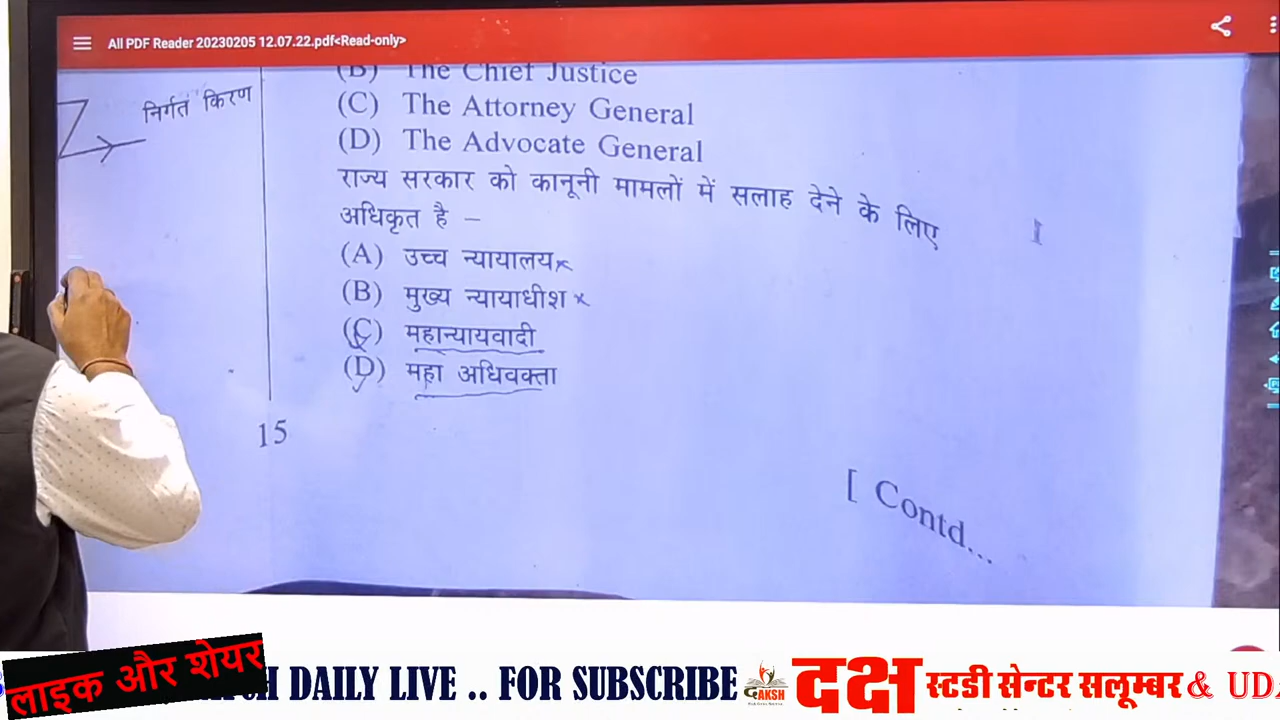 All PDF Reader 20230205 12.07.22.pdf<Read-only>
निर्गत किरण
(B) The Chief Justice
(C) The Attorney General
(D) The Advocate General
राज्य सरकार को कानूनी मामलों में सलाह देने के लिए
अधिकृत है –
(A) उच्च न्यायालय
(B) मुख्य न्यायाधीश
(C) महान्यायवादी
(D) महा अधिवक्ता
15
[ Contd...
लाइक और शेयर
DAILY LIVE .. FOR SUBSCRIBE
DAKSH
दक्ष स्टडी सेन्टर सलूम्बर & UD